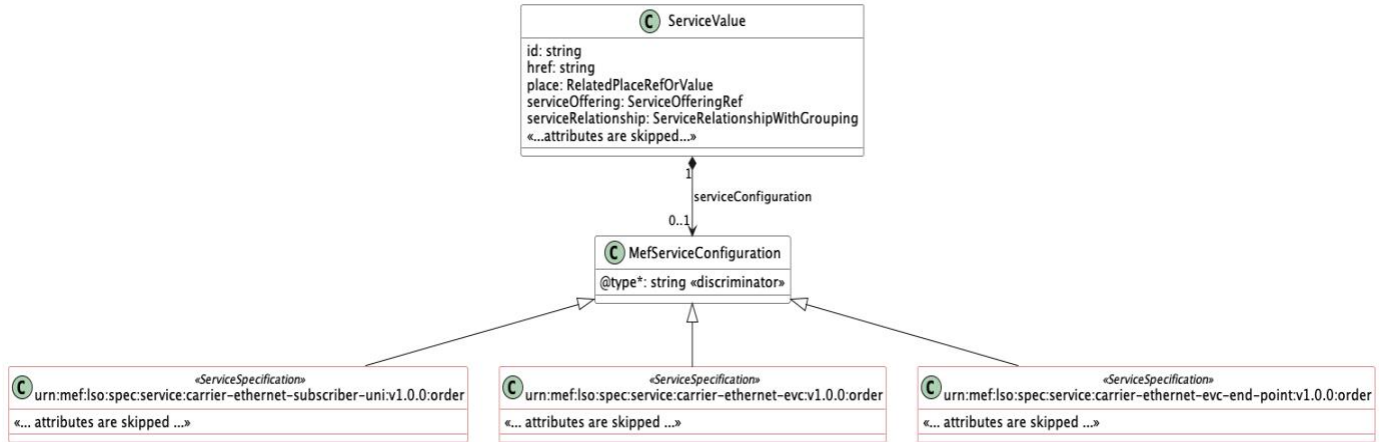 C ServiceValue
id: string
href: string
place: RelatedPlaceRefOrValue
serviceOffering: ServiceOfferingRef
serviceRelationship: ServiceRelationshipWithGrouping
«...attributes are skipped...»
1
serviceConfiguration
0..1
C MefServiceConfiguration
@type*: string «discriminator»
«ServiceSpecification»
C urn:mef:lso:spec:service:carrier-ethernet-subscriber-uni:v1.0.0:order
«... attributes are skipped ...»
«ServiceSpecification»
C urn:mef:lso:spec:service:carrier-ethernet-evc:v1.0.0:order
«... attributes are skipped ...»
«ServiceSpecification»
C urn:mef:lso:spec:service:carrier-ethernet-evc-end-point:v1.0.0:order
«... attributes are skipped ...»